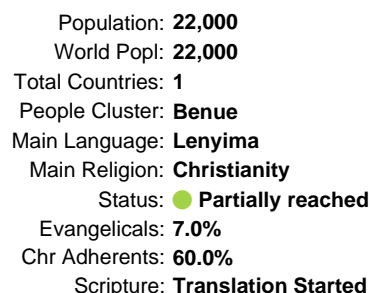 Population: 22,000
World Popl: 22,000
Total Countries: 1
People Cluster: Benue
Main Language: Lenyima
Main Religion: Christianity
Status: Partially reached
Evangelicals: 7.0%
Chr Adherents: 60.0%
Scripture: Translation Started